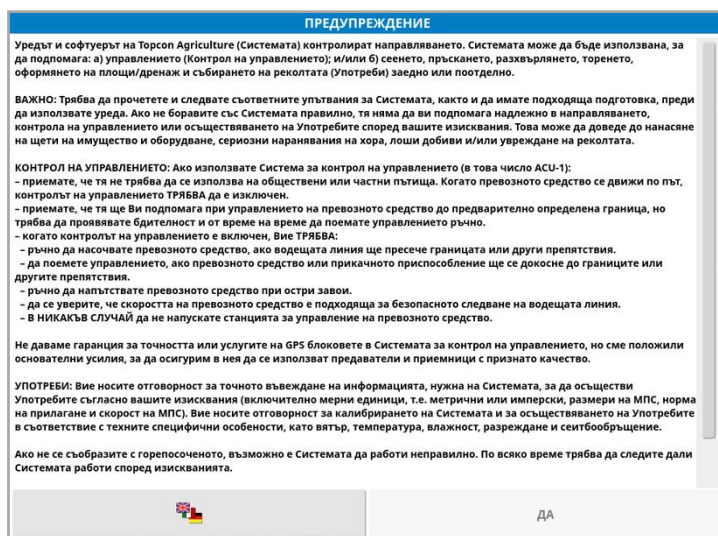 ПРЕДУПРЕЖДЕНИЕ
Уредът и софтуерът на Topcon Agriculture (Системата) контролират направляването. Системата може да бъде използвана, за
да подпомага: а) управлението (Контрол на управлението); и/или б) сеенето, пръскането, разхвърлянето, торенето,
оформянето на площи/дренаж и събирането на реколтата (Употреби) заедно или поотделно.
ВАЖНО: Трябва да прочетете и следвате съответните упътвания за Системата, както и да имате подходяща подготовка, преди
да използвате уреда. Ако не боравите със Системата правилно, тя няма да ви подпомага надлежно в направляването,
контрола на управлението или осъществяването на Употребите според вашите изисквания. Това може да доведе до нанасяне
на щети на имущество и оборудване, сериозни наранявания на хора, лоши добиви и/или увреждане на реколтата.
КОНТРОЛ НА УПРАВЛЕНИЕТО: Ако използвате Система за контрол на управлението (в това число ACU-1):
– приемате, че тя не трябва да се използва на обществени или частни пътища. Когато превозното средство се движи по път,
контролът на управлението ТРЯБВА да е изключен.
– приемате, че тя ще Ви подпомага при управлението на превозното средство до предварително определена граница, но
трябва да проявявате бдителност и от време на време да поемате управлението ръчно.
– когато контролът на управлението е включен, Вие ТРЯБВА:
– ръчно да насочвате превозното средство, ако водещата линия ще пресече границата или други препятствия.
– да поемете управлението, ако превозното средство или прикачното приспособление ще се докосне до границите или
другите препятствия.
– ръчно да напътствате превозното средство при остри завои.
– да се уверите, че скоростта на превозното средство е подходяща за безопасното следване на водещата линия.
– В НИКАКЪВ СЛУЧАЙ да не напускате станцията за управление на превозното средство.
Не даваме гаранция за точността или услугите на GPS блоковете в Системата за контрол на управлението, но сме положили
основателни усилия, за да осигурим в нея да се използват предаватели и приемници с признато качество.
УПОТРЕБИ: Вие носите отговорност за точното въвеждане на информацията, нужна на Системата, за да осъществи
Употребите съгласно вашите изисквания (включително мерни единици, т.е. метрични или имперски, размери на МПС, норма
на прилагане и скорост на МПС). Вие носите отговорност за калибрирането на Системата и за осъществяването на Употребите
в съответствие с техните специфични особености, като вятър, температура, влажност, разреждане и сеитбообръщение.
Ако не се съобразите с горепосоченото, възможно е Системата да работи неправилно. По всяко време трябва да следите дали
Системата работи според изискванията.
ДА